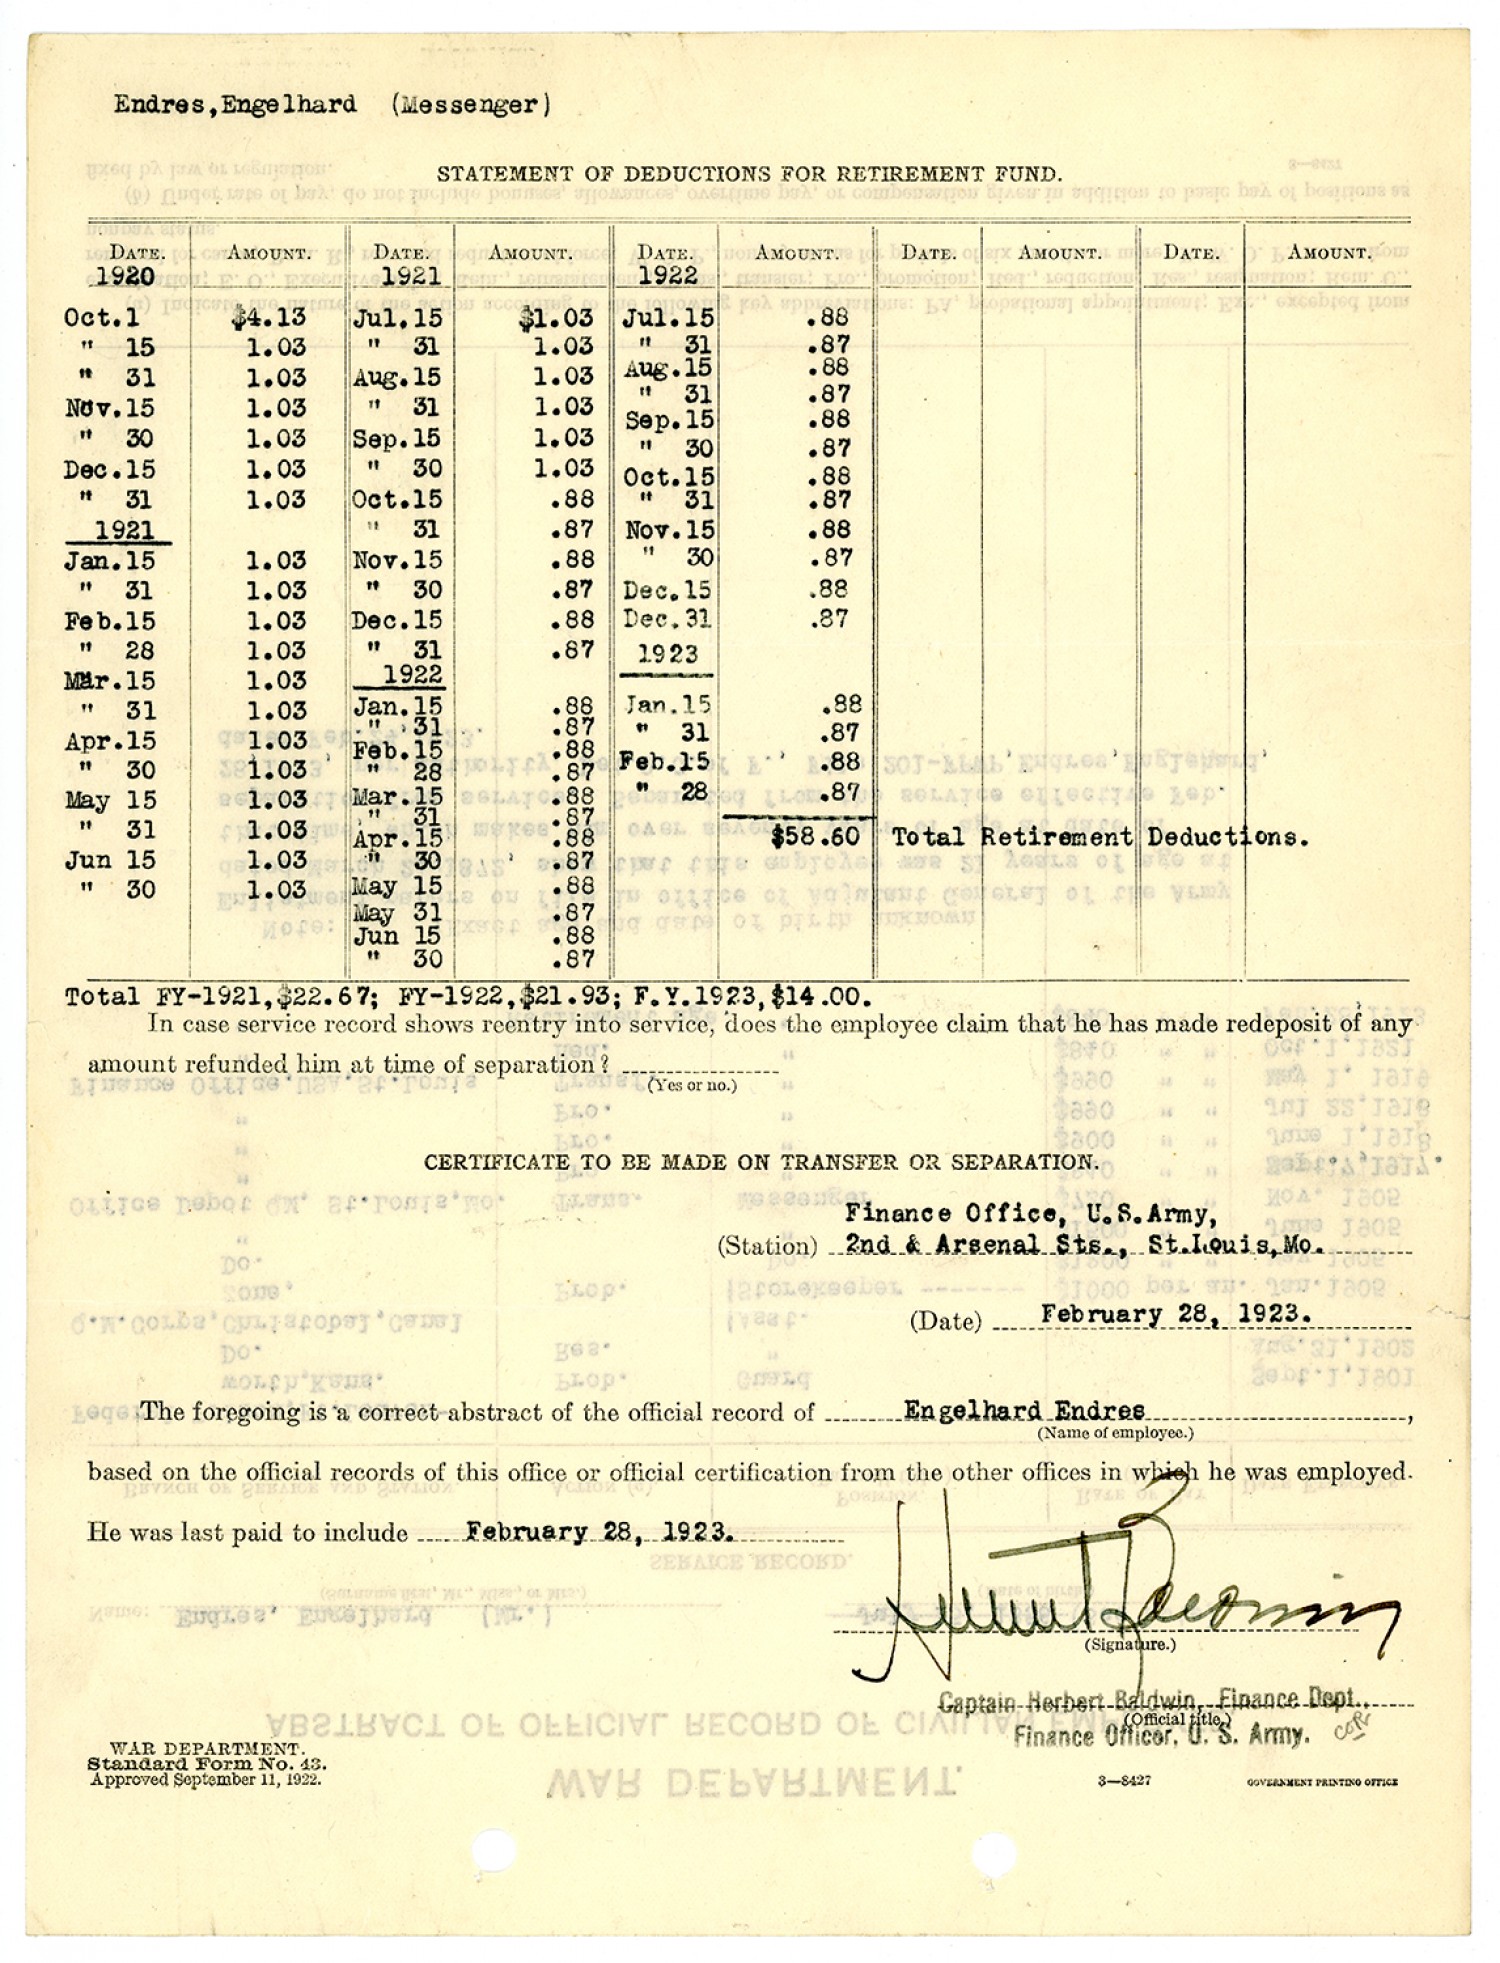 Endres,Engelhard (Messenger)
STATEMENT OF DEDUCTIONS FOR RETIREMENT FUND.
DATE. AMOUNT. DATE. AMOUNT. DATE. AMOUNT. DATE. AMOUNT. DATE. AMOUNT.
1920 1921 1922
Oct.1 $4.13 Jul.15 $1.03 Jul.15 .88
" 15 1.03 " 31 1.03 " 31 .87
" 31 1.03 Aug.15 1.03 Aug.15 .88
Nov.15 1.03 " 31 1.03 " 31 .87
" 30 1.03 Sep.15 1.03 Sep.15 .88
Dec.15 1.03 " 30 1.03 " 30 .87
" 31 1.03 Oct.15 .88 Oct.15 .88
1921 " 31 .87 " 31 .87
Jan.15 1.03 Nov.15 .88 Nov.15 .88
" 31 1.03 " 30 .87 " 30 .87
Feb.15 1.03 Dec.15 .88 Dec.15 .88
" 28 1.03 " 31 .87 Dec.31 .87
Mar.15 1.03 1922 1923
" 31 1.03 Jan.15 .88 Jan.15 .88
Apr.15 1.03 " 31 .87 " 31 .87
" 30 1.03 Feb.15 .88 Feb.15 .88
May 15 1.03 " 28 .87 " 28 .87
" 31 1.03 Mar.15 .88
Jun 15 1.03 " 31 .87
" 30 1.03 Apr.15 .88
" 30 .87
May 15 .88
May 31 .87
Jun 15 .88
" 30 .87
$58.60 Total Retirement Deductions.
Total FY-1921,$22.67; FY-1922,$21.93; F.Y.1923,$14.00.
In case service record shows reentry into service, does the employee claim that he has made redeposit of any
amount refunded him at time of separation?
(Yes or no.)
CERTIFICATE TO BE MADE ON TRANSFER OR SEPARATION.
Finance Office, U.S.Army,
(Station) 2nd & Arsenal Sts., St.Louis,Mo.
(Date) February 28, 1923.
The foregoing is a correct abstract of the official record of Engelhard Endres,
(Name of employee.)
based on the official records of this office or official certification from the other offices in which he was employed.
He was last paid to include February 28, 1923.
Herbert Baldwin
(Signature.)
Captain Herbert Baldwin, Finance Dept.,
(Official title.)
Finance Officer, U. S. Army.
WAR DEPARTMENT.
Standard Form No. 43.
Approved September 11, 1922.
3—8427
GOVERNMENT PRINTING OFFICE